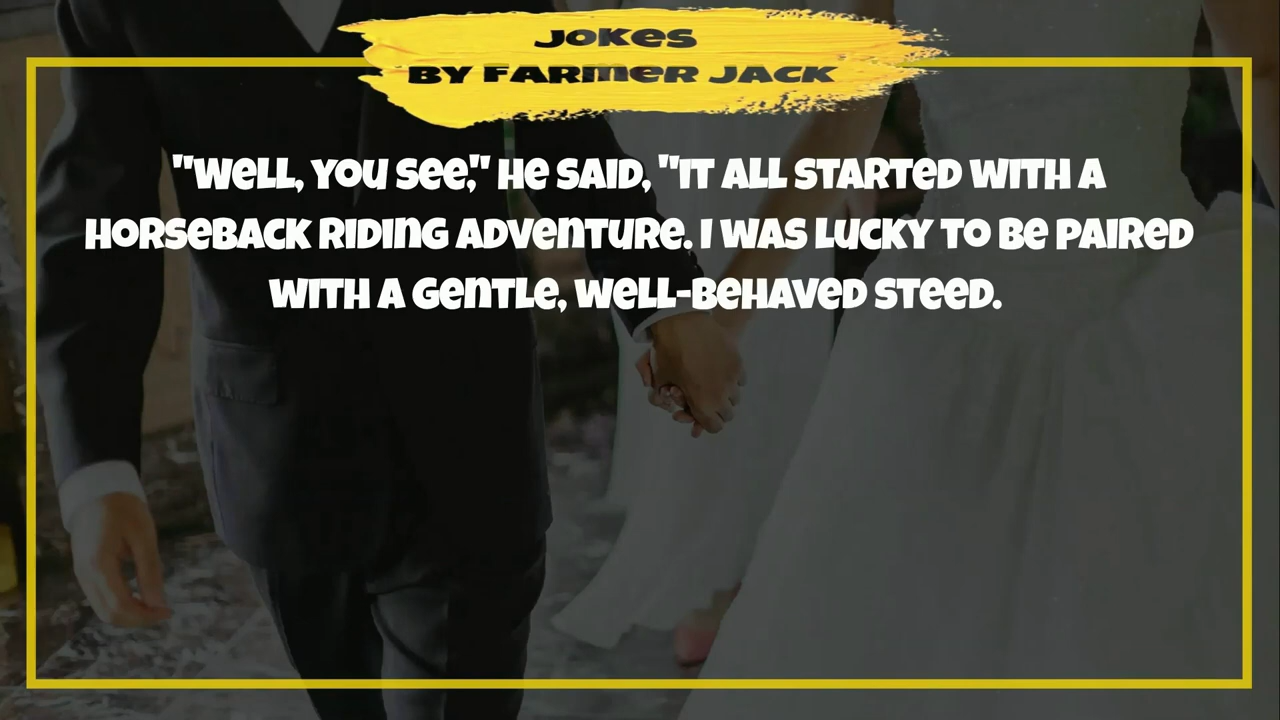 Jokes
by Farmer Jack
"Well, you see," he said, "It all started with a
horseback riding adventure. I was lucky to be paired
with a gentle, well-behaved steed.